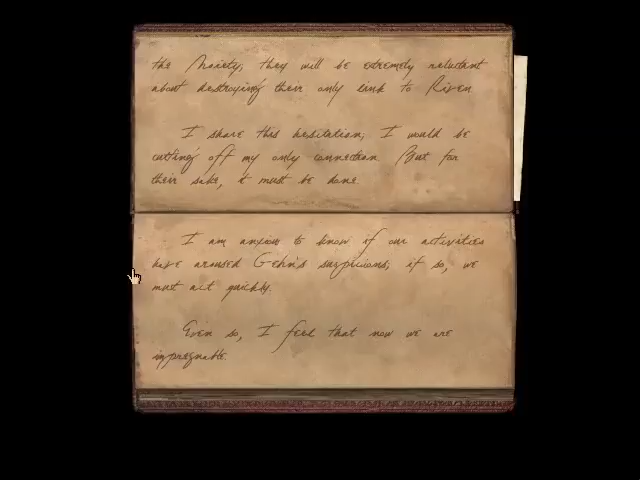 the Moiety; they will be extremely reluctant
about destroying their only link to Riven
I share this hesitation; I would be
cutting off my only connection But for
their sake, it must be done.
I am anxious to know if our activities
have aroused Gehn's suspicions; if so, we
must act quickly.
Even so, I feel that now we are
impregnable.